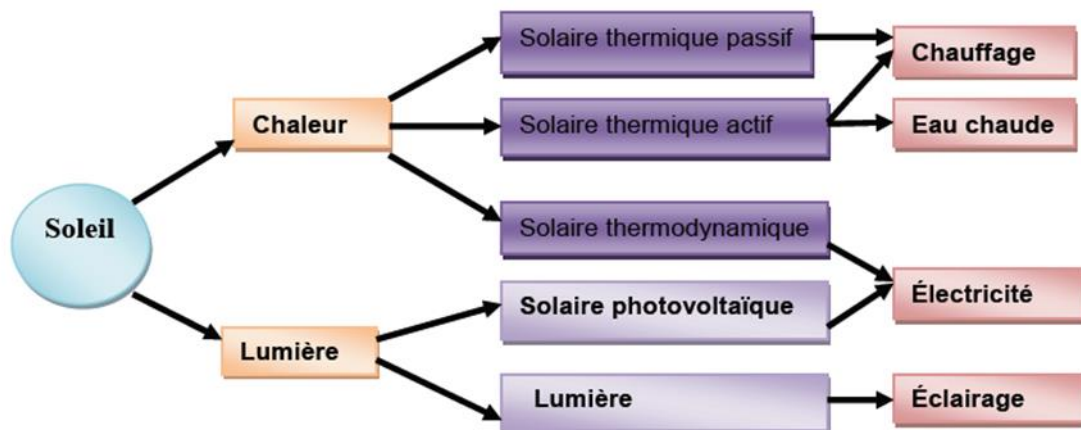 Solaire thermique passif
Chauffage
Chaleur
Solaire thermique actif
Eau chaude
Soleil
Solaire thermodynamique
Solaire photovoltaïque
Électricité
Lumière
Lumière
Éclairage